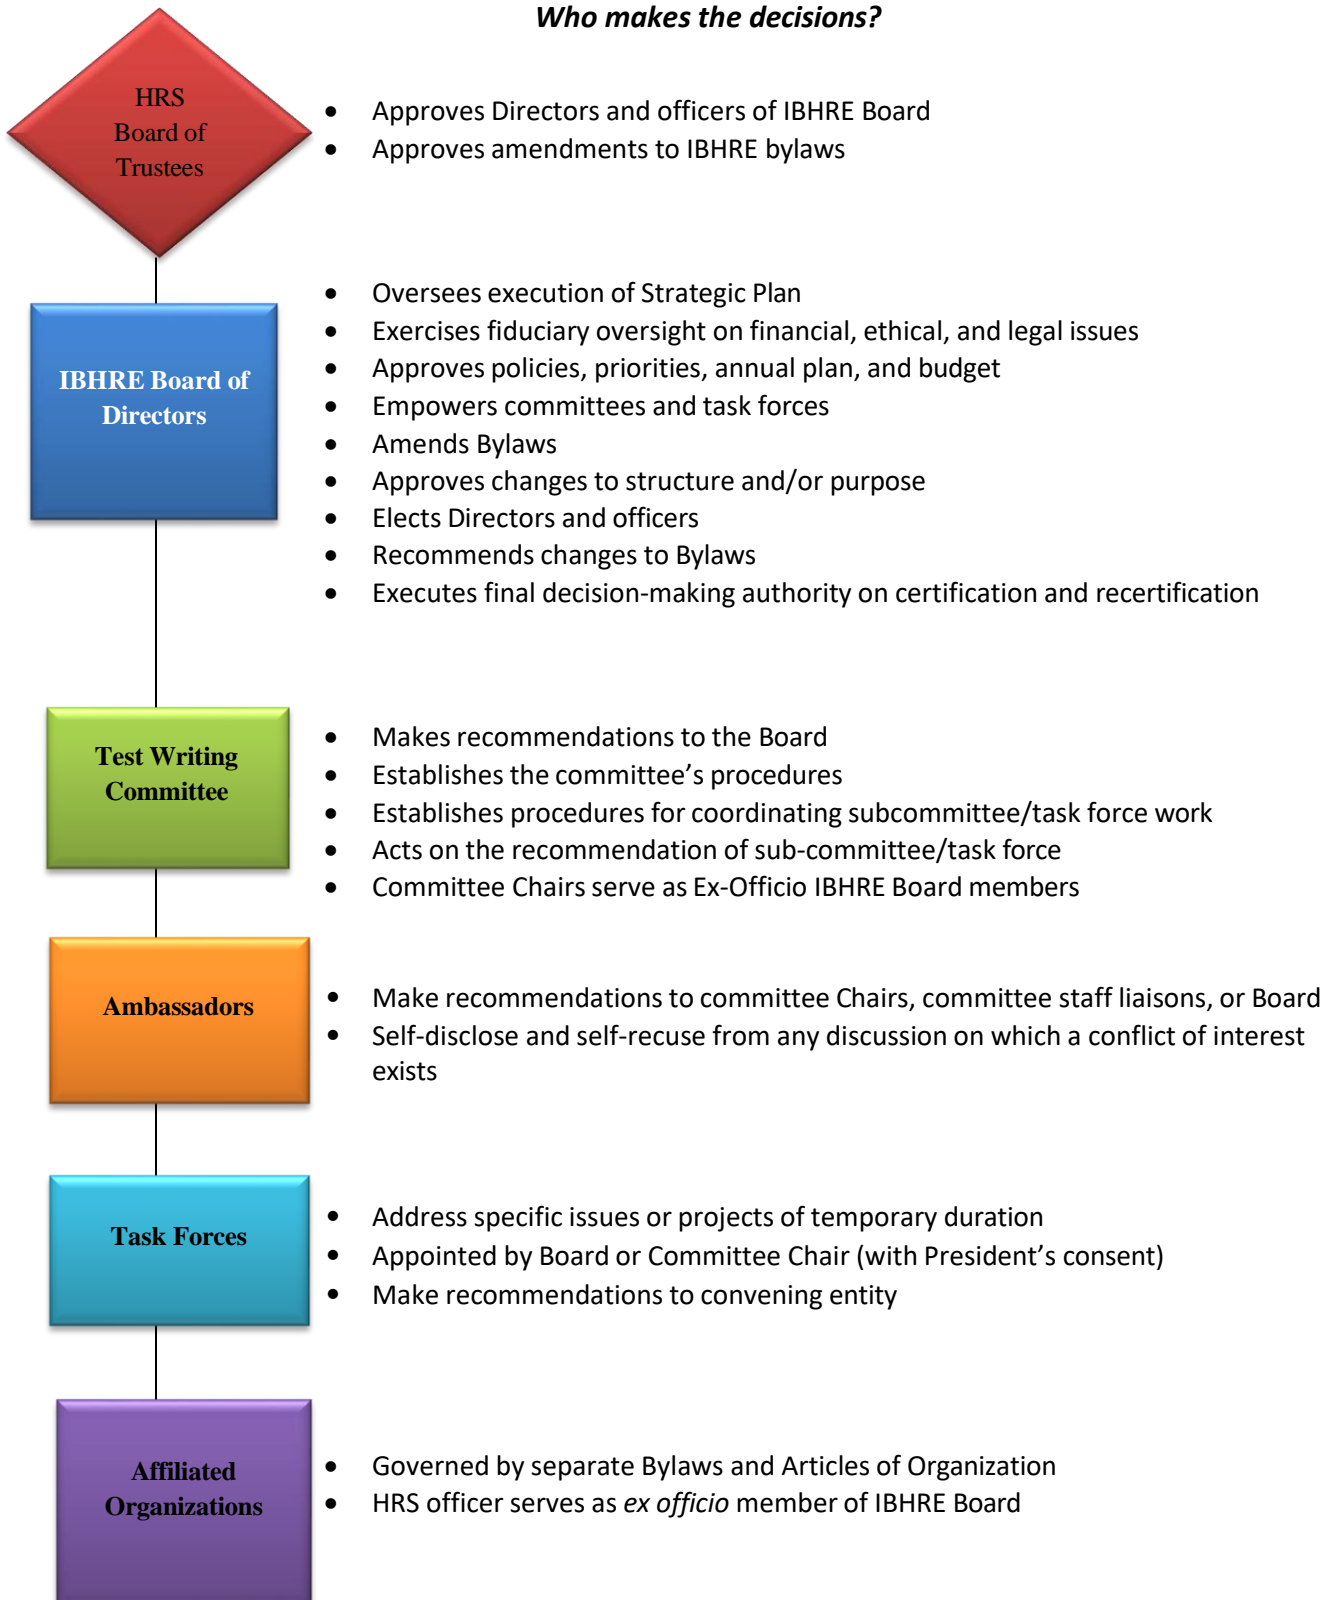 Who makes the decisions?
HRS
Board of
Trustees
• Approves Directors and officers of IBHRE Board
• Approves amendments to IBHRE bylaws
IBHRE Board of
Directors
• Oversees execution of Strategic Plan
• Exercises fiduciary oversight on financial, ethical, and legal issues
• Approves policies, priorities, annual plan, and budget
• Empowers committees and task forces
• Amends Bylaws
• Approves changes to structure and/or purpose
• Elects Directors and officers
• Recommends changes to Bylaws
• Executes final decision-making authority on certification and recertification
Test Writing
Committee
• Makes recommendations to the Board
• Establishes the committee’s procedures
• Establishes procedures for coordinating subcommittee/task force work
• Acts on the recommendation of sub-committee/task force
• Committee Chairs serve as Ex-Officio IBHRE Board members
Ambassadors
• Make recommendations to committee Chairs, committee staff liaisons, or Board
• Self-disclose and self-recuse from any discussion on which a conflict of interest
exists
Task Forces
• Address specific issues or projects of temporary duration
• Appointed by Board or Committee Chair (with President’s consent)
• Make recommendations to convening entity
Affiliated
Organizations
• Governed by separate Bylaws and Articles of Organization
• HRS officer serves as ex officio member of IBHRE Board